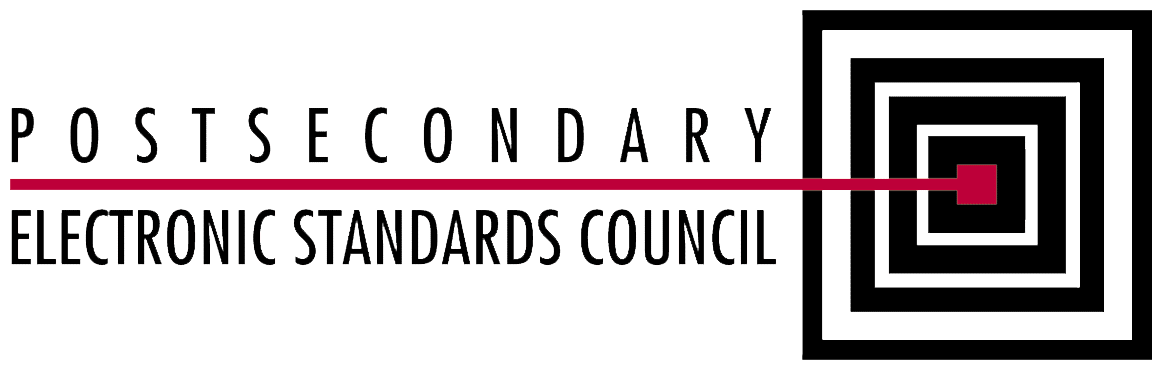 POSTSECONDARY
ELECTRONIC STANDARDS COUNCIL